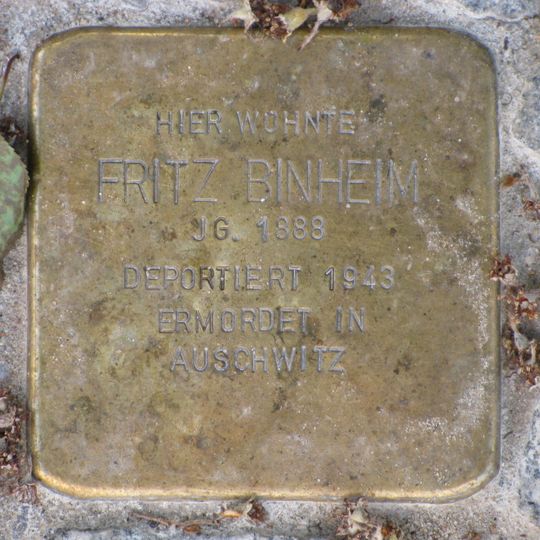 HIER WOHNTE
FRITZ BINHEIM
JG. 1888
DEPORTIERT 1943
ERMORDET IN
AUSCHWITZ